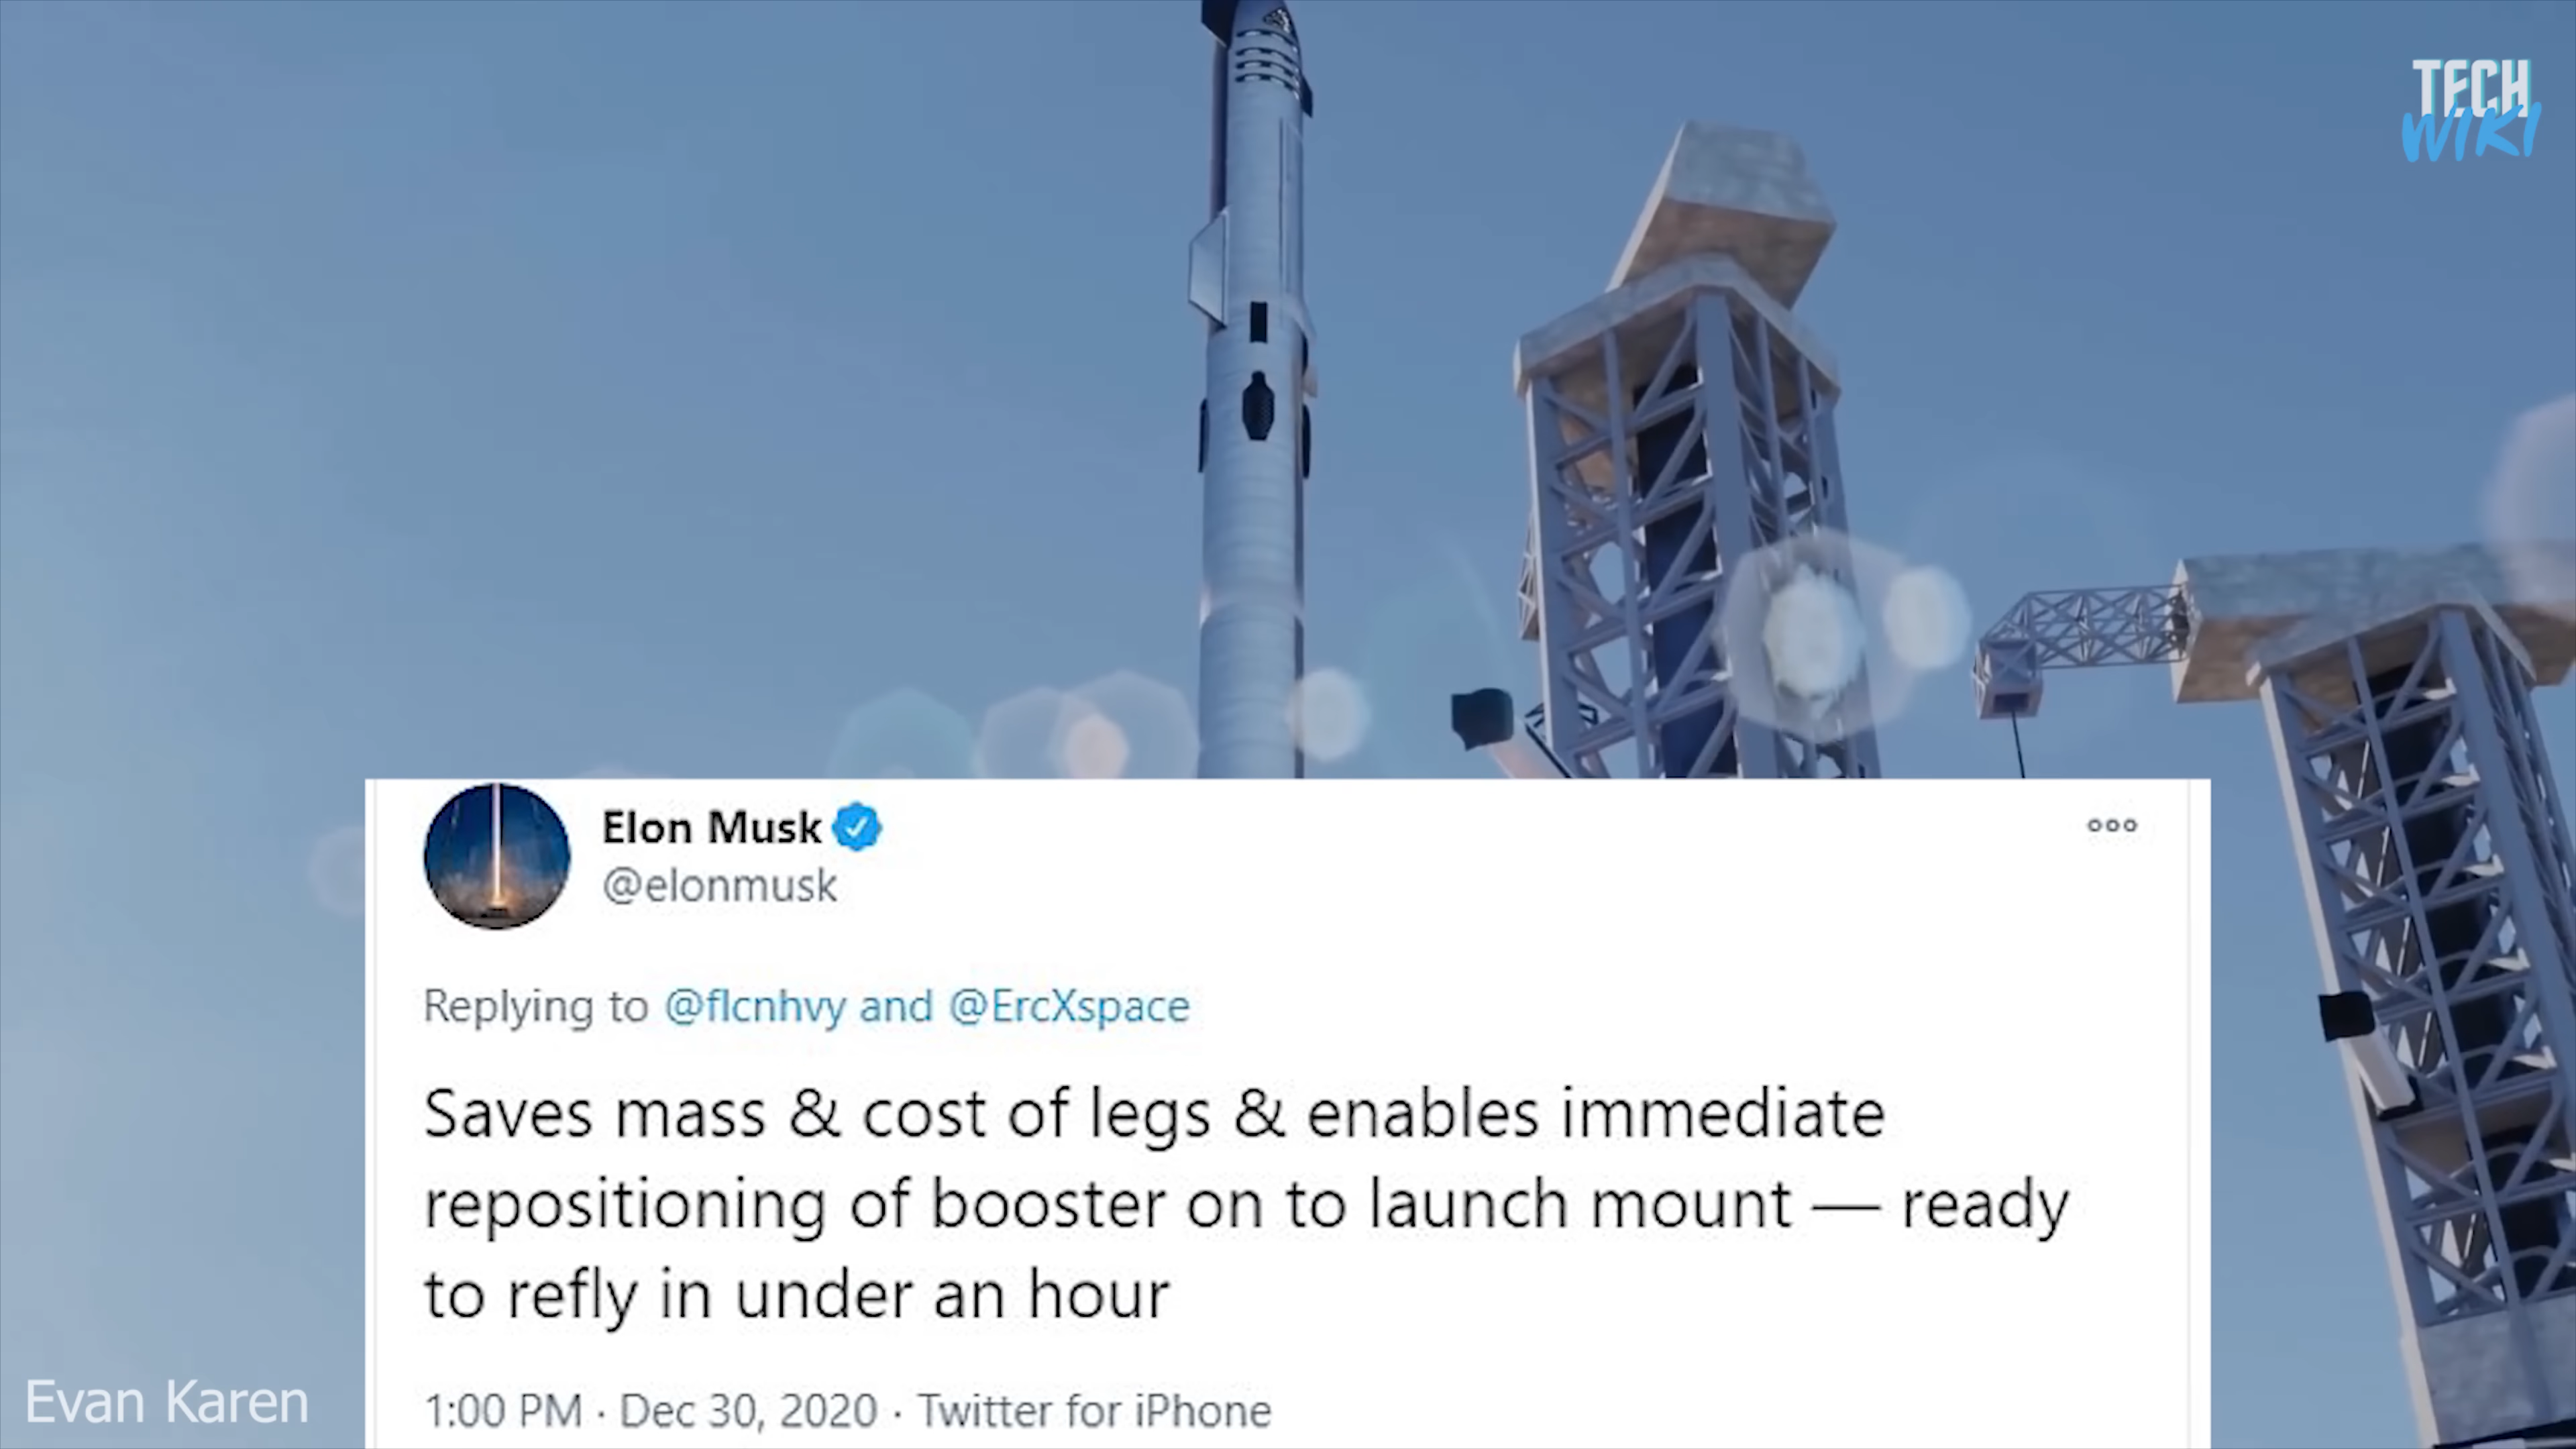 TECH
WIKI
Elon Musk
@elonmusk
Replying to @flcnhvy and @ErcXspace
Saves mass & cost of legs & enables immediate
repositioning of booster on to launch mount — ready
to refly in under an hour
1:00 PM · Dec 30, 2020 · Twitter for iPhone
Evan Karen